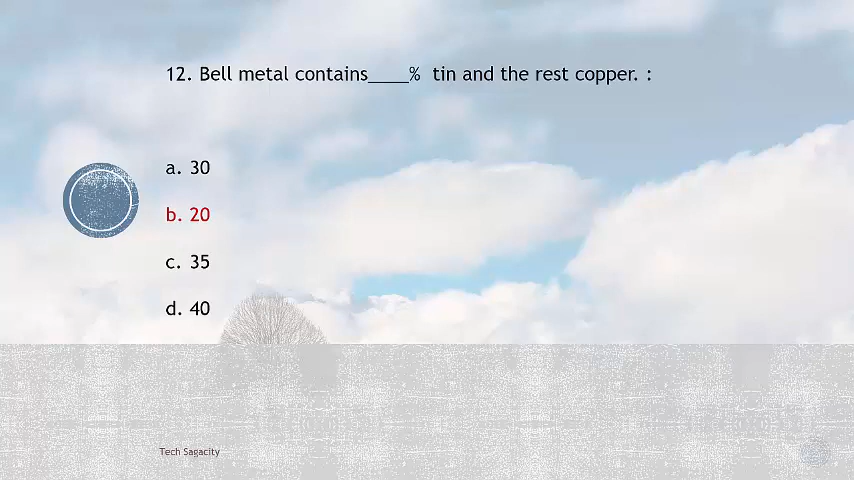 12. Bell metal contains____% tin and the rest copper. :
a. 30
b. 20
c. 35
d. 40
Tech Sagacity